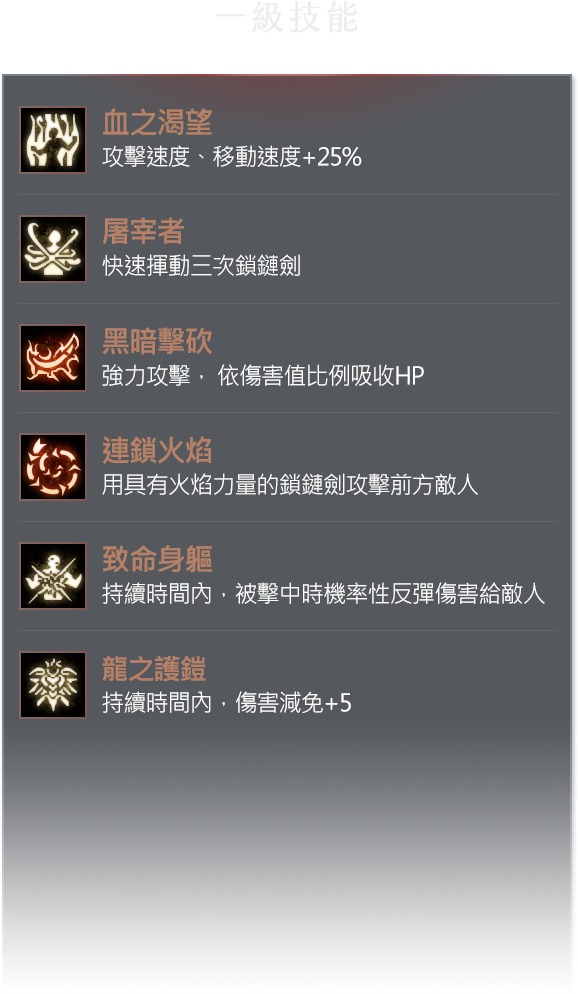 一級技能
血之渴望
攻擊速度、移動速度+25%
屠宰者
快速揮動三次鎖鏈劍
黑暗擊砍
強力攻擊， 依傷害值比例吸收HP
連鎖火焰
用具有火焰力量的鎖鏈劍攻擊前方敵人
致命身軀
持續時間內，被擊中時機率性反彈傷害給敵人
龍之護鎧
持續時間內，傷害減免+5